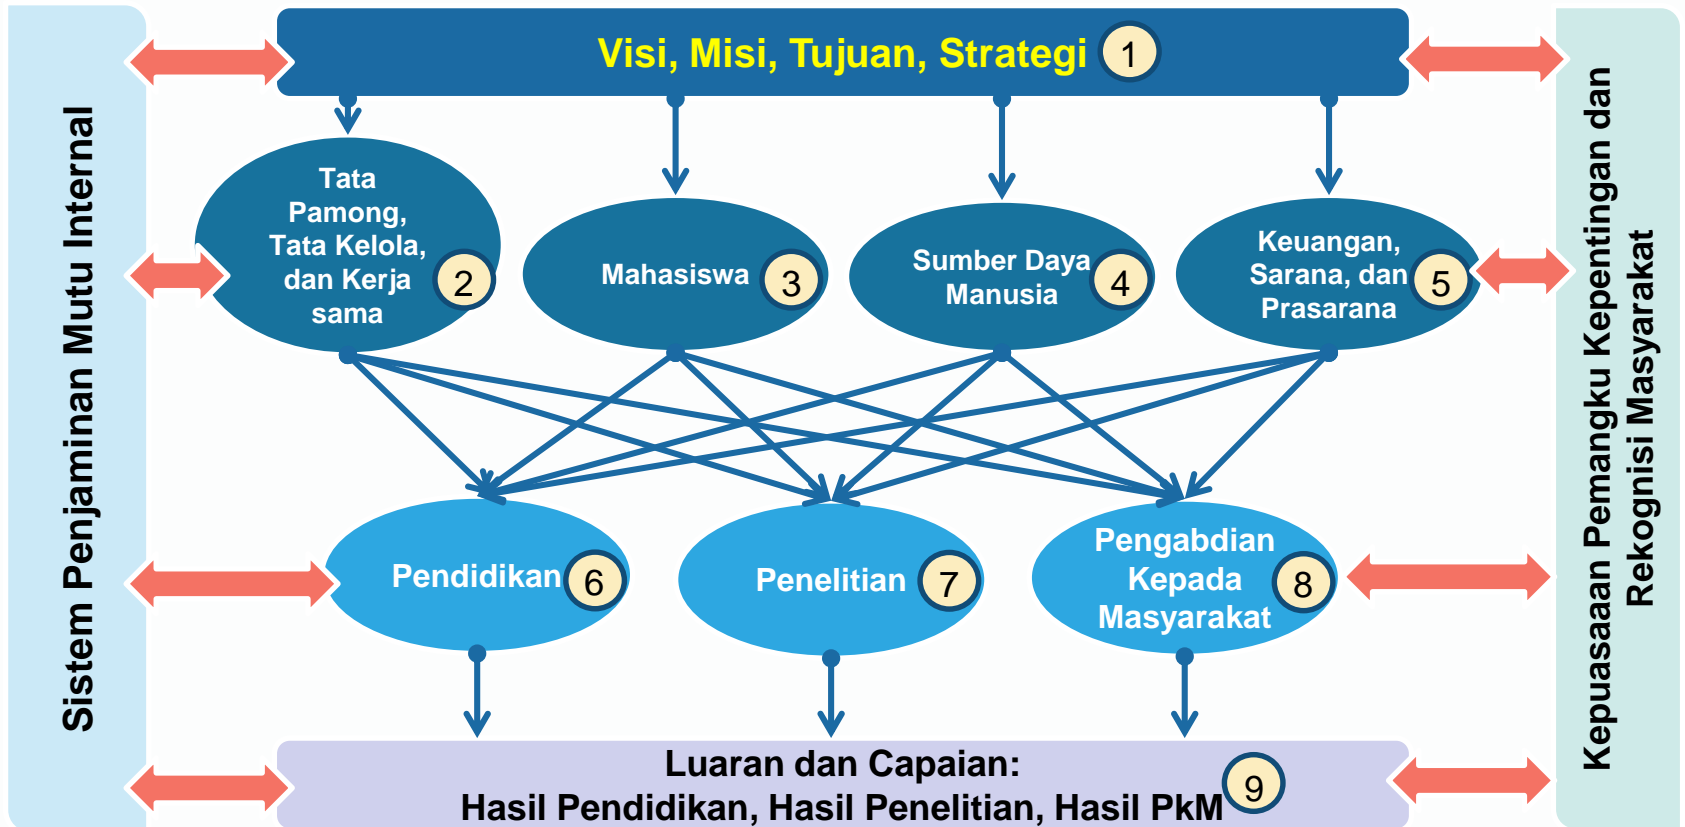 Visi, Misi, Tujuan, Strategi 1
Sistem Penjaminan Mutu Internal
Tata
Pamong,
Tata Kelola,
dan Kerja
sama
2
Mahasiswa 3
Sumber Daya
Manusia
4
Keuangan,
Sarana, dan
Prasarana
5
Kepuasaaan Pemangku Kepentingan dan
Rekognisi Masyarakat
Pendidikan 6
Penelitian 7
Pengabdian
Kepada
Masyarakat
8
Luaran dan Capaian:
Hasil Pendidikan, Hasil Penelitian, Hasil PkM
9